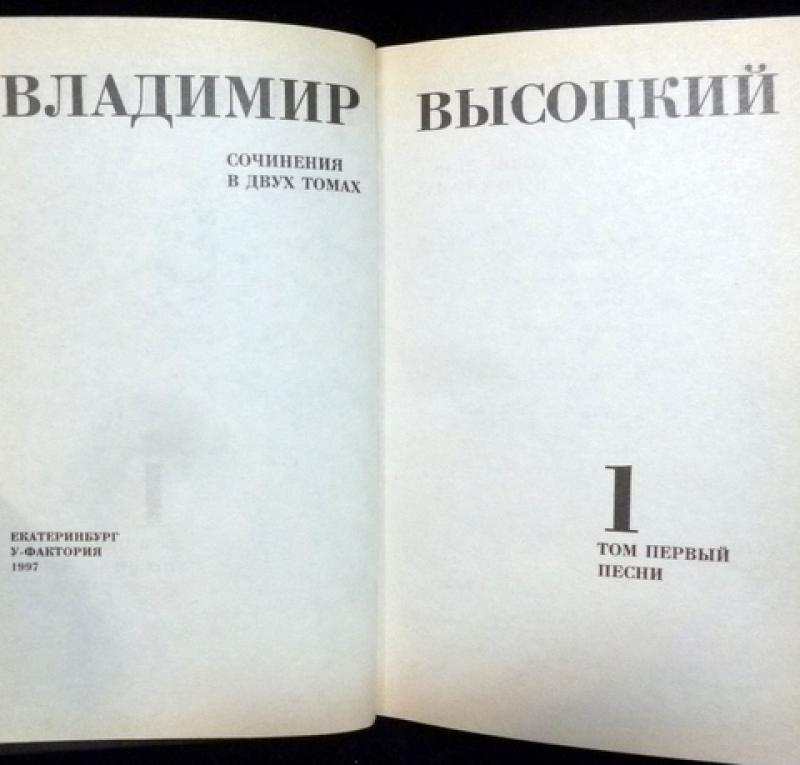 ВЛАДИМИР
СОЧИНЕНИЯ
В ДВУХ ТОМАХ
ЕКАТЕРИНБУРГ
У-ФАКТОРИЯ
1997
ВЫСОЦКИЙ
1
ТОМ ПЕРВЫЙ
ПЕСНИ